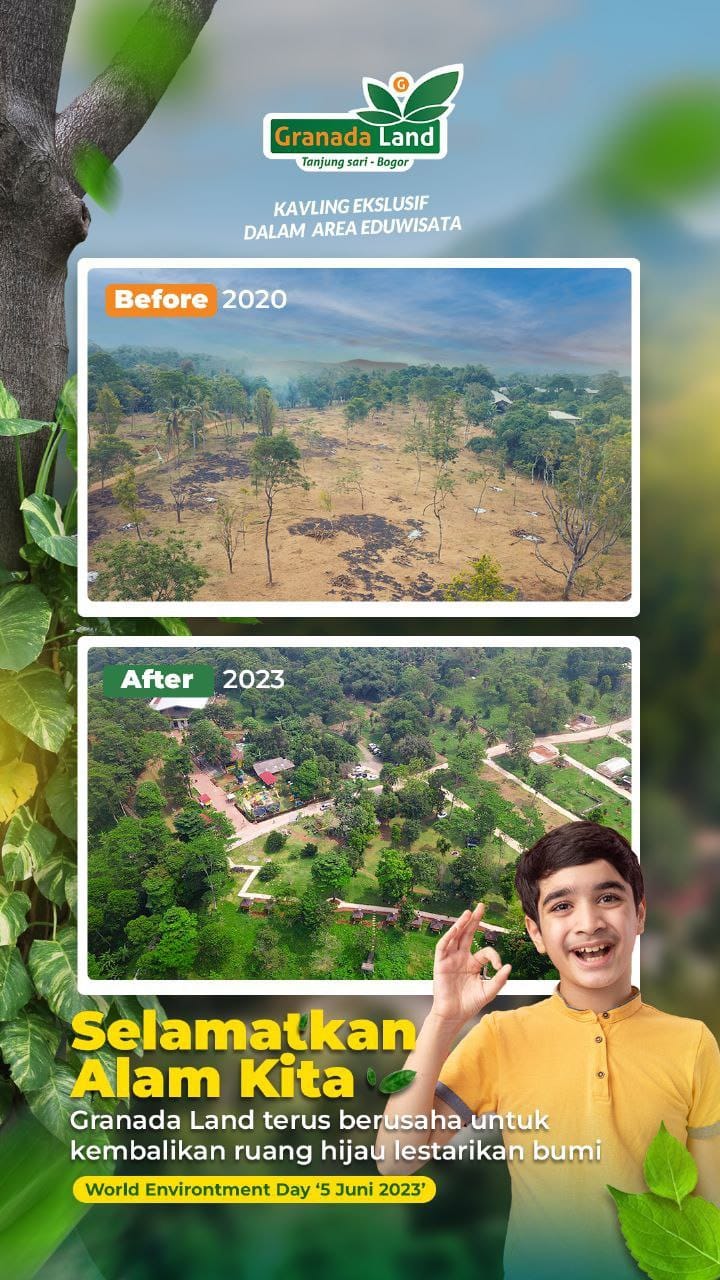 G
Granada Land
Tanjung sari - Bogor
KAVLING EKSLUSIF
DALAM AREA EDUWISATA
Before 2020
After 2023
Selamatkan
Alam Kita
Granada Land terus berusaha untuk
kembalikan ruang hijau lestarikan bumi
World Environtment Day ‘5 Juni 2023’